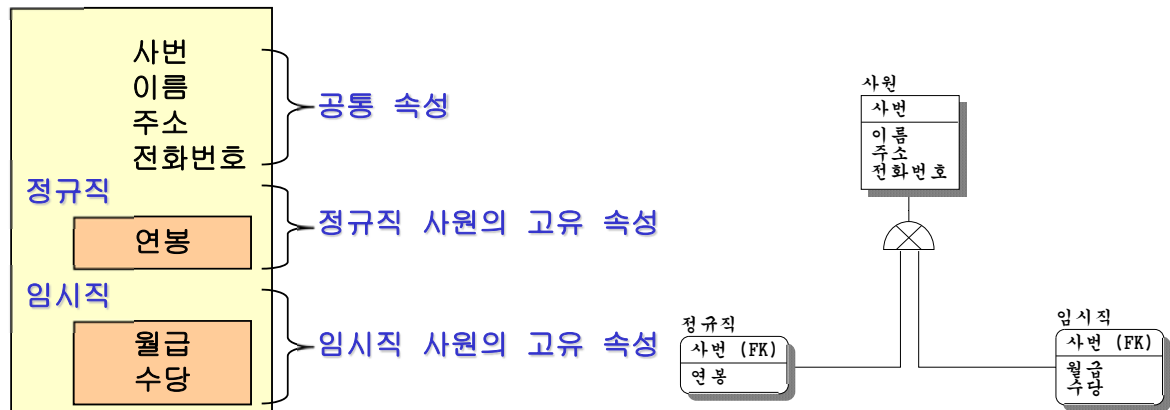 사번
이름
주소
전화번호
공통 속성
정규직
연봉
정규직 사원의 고유 속성
임시직
월급
수당
임시직 사원의 고유 속성
사원
사번
이름
주소
전화번호
정규직
사번 (FK)
연봉
임시직
사번 (FK)
월급
수당